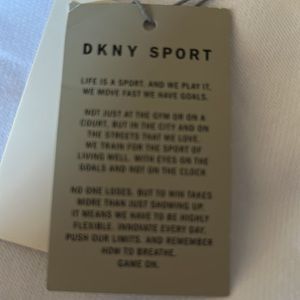 DKNY SPORT
LIFE IS A SPORT. AND WE PLAY IT.
WE MOVE FAST WE HAVE GOALS.
NOT JUST AT THE GYM OR ON A
COURT. BUT IN THE CITY AND ON
THE STREETS THAT WE LOVE.
WE TRAIN FOR THE SPORT OF
LIVING WELL. WITH EYES ON THE
GOALS AND NOT ON THE CLOCK
NO ONE LOSES. BUT TO WIN TAKES
MORE THAN JUST SHOWING UP.
IT MEANS WE HAVE TO BE HIGHLY
FLEXIBLE. INNOVATE EVERY DAY.
PUSH OUR LIMITS. AND REMEMBER
HOW TO BREATHE.
GAME ON.